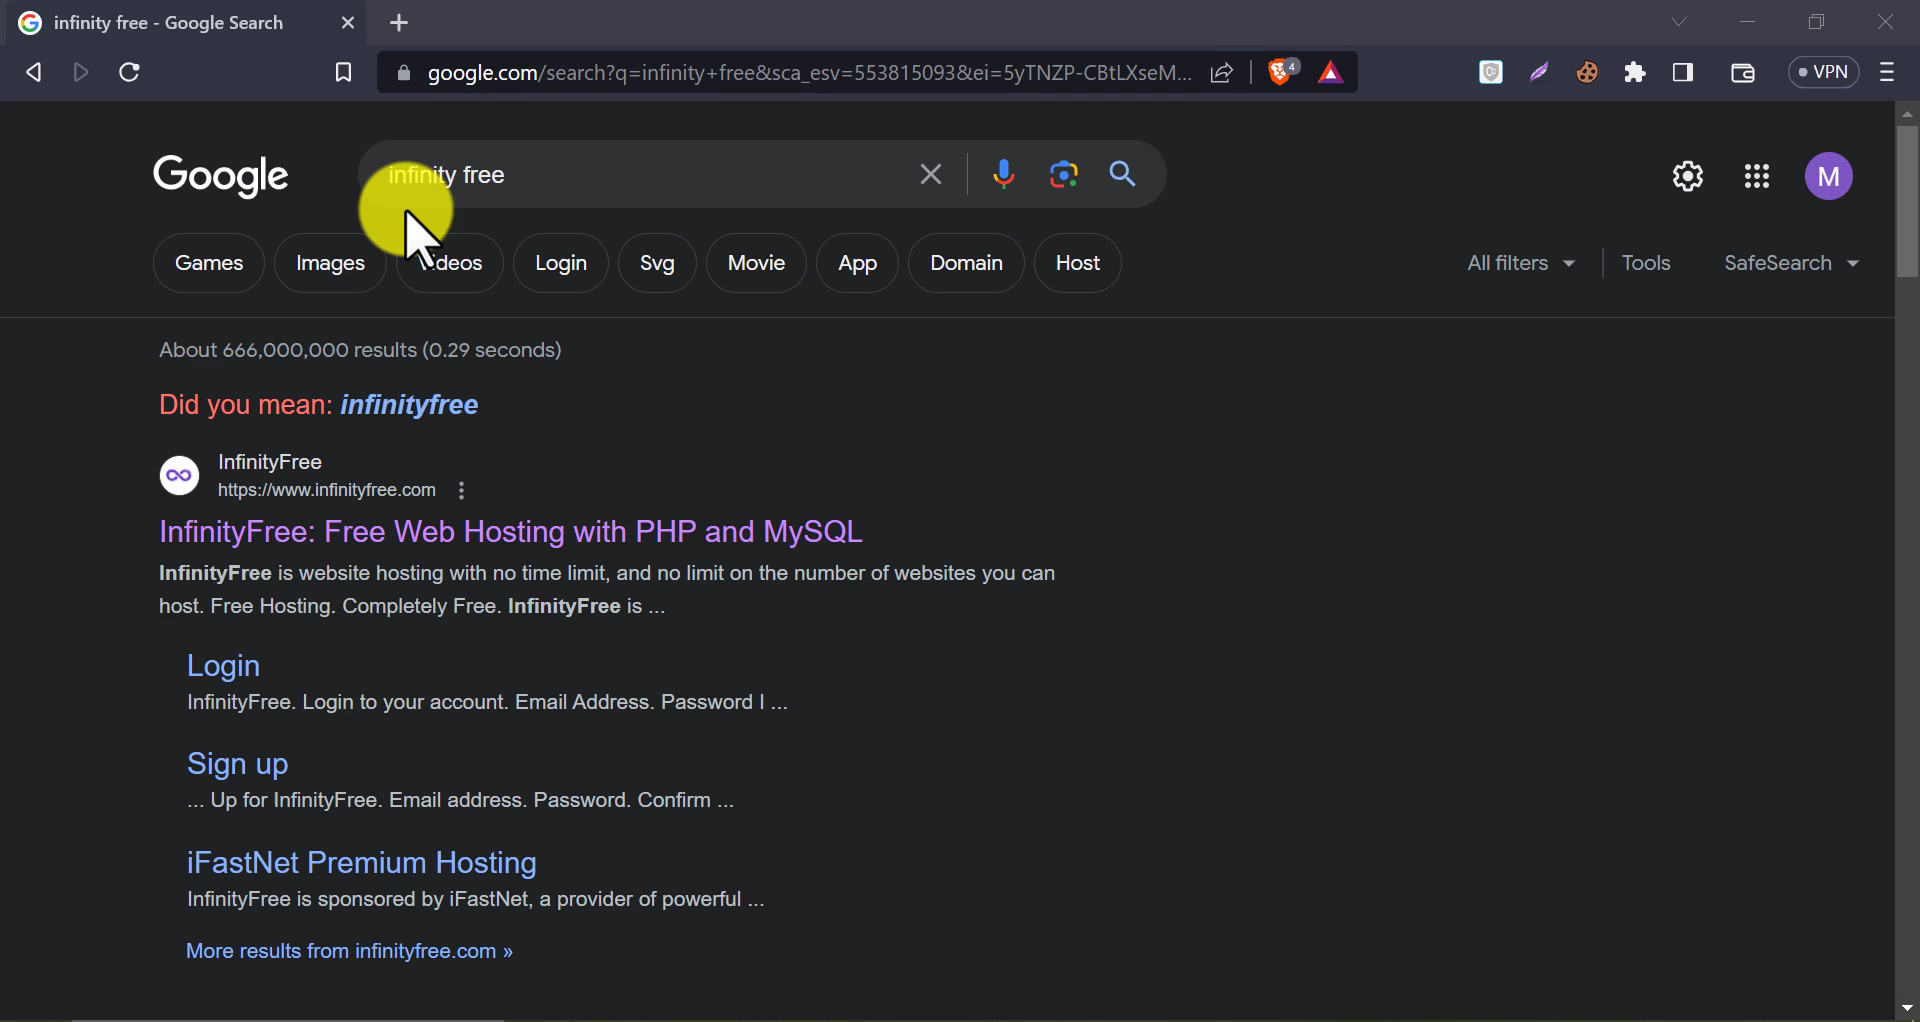 infinity free - Google Search
google.com/search?q=infinity+free&sca_esv=553815093&ei=5yTNZP-CBtLXseM...
4
VPN
Google
infinity free
M
Games
Images
Login
Svg
Movie
App
Domain
Host
All filters
Tools
SafeSearch
About 666,000,000 results (0.29 seconds)
Did you mean: infinityfree
InfinityFree
https://www.infinityfree.com
InfinityFree: Free Web Hosting with PHP and MySQL
InfinityFree is website hosting with no time limit, and no limit on the number of websites you can
host. Free Hosting. Completely Free. InfinityFree is ...
Login
InfinityFree. Login to your account. Email Address. Password I ...
Sign up
... Up for InfinityFree. Email address. Password. Confirm ...
iFastNet Premium Hosting
InfinityFree is sponsored by iFastNet, a provider of powerful ...
More results from infinityfree.com »